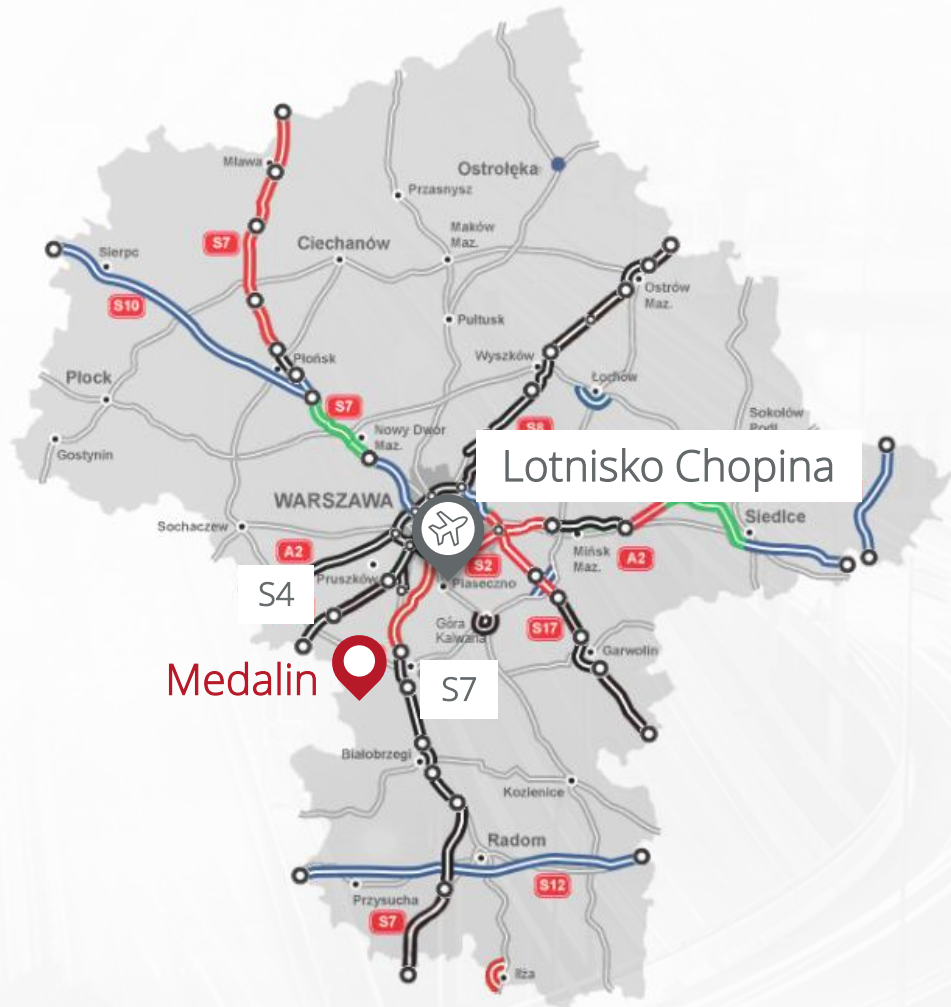 Mława
Ostrołęka
Przasnysz
Maków
Maz.
S7
Ciechanów
Sierpc
Ostrów
Maz.
S10
Pułtusk
Wyszków
Płońsk
Łochów
Płock
S7
Sokołów
Podl.
S8
Nowy Dwór
Maz.
Gostynin
Lotnisko Chopina
WARSZAWA
Siedlce
Sochaczew
A2
Mińsk
Maz.
A2
S2
Pruszków
Piaseczno
S4
Góra
Kalwaria
S17
Garwolin
Medalin
S7
Białobrzegi
Kozienice
Radom
S12
Przysucha
S7
Iłża